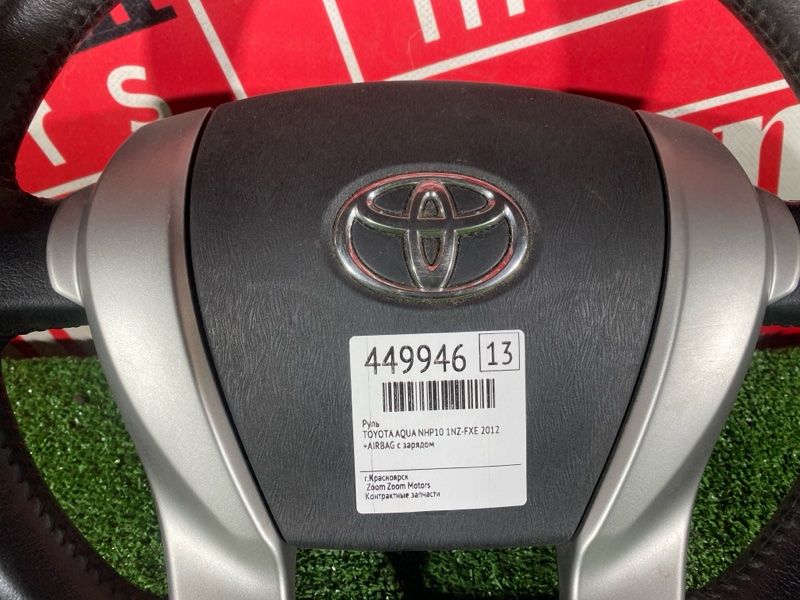 449946 13
Руль
TOYOTA AQUA NHP10 1NZ-FXE 2012
+AIRBAG с зарядом
г.Красноярск
Zoom Zoom Motors
Контрактные запчасти